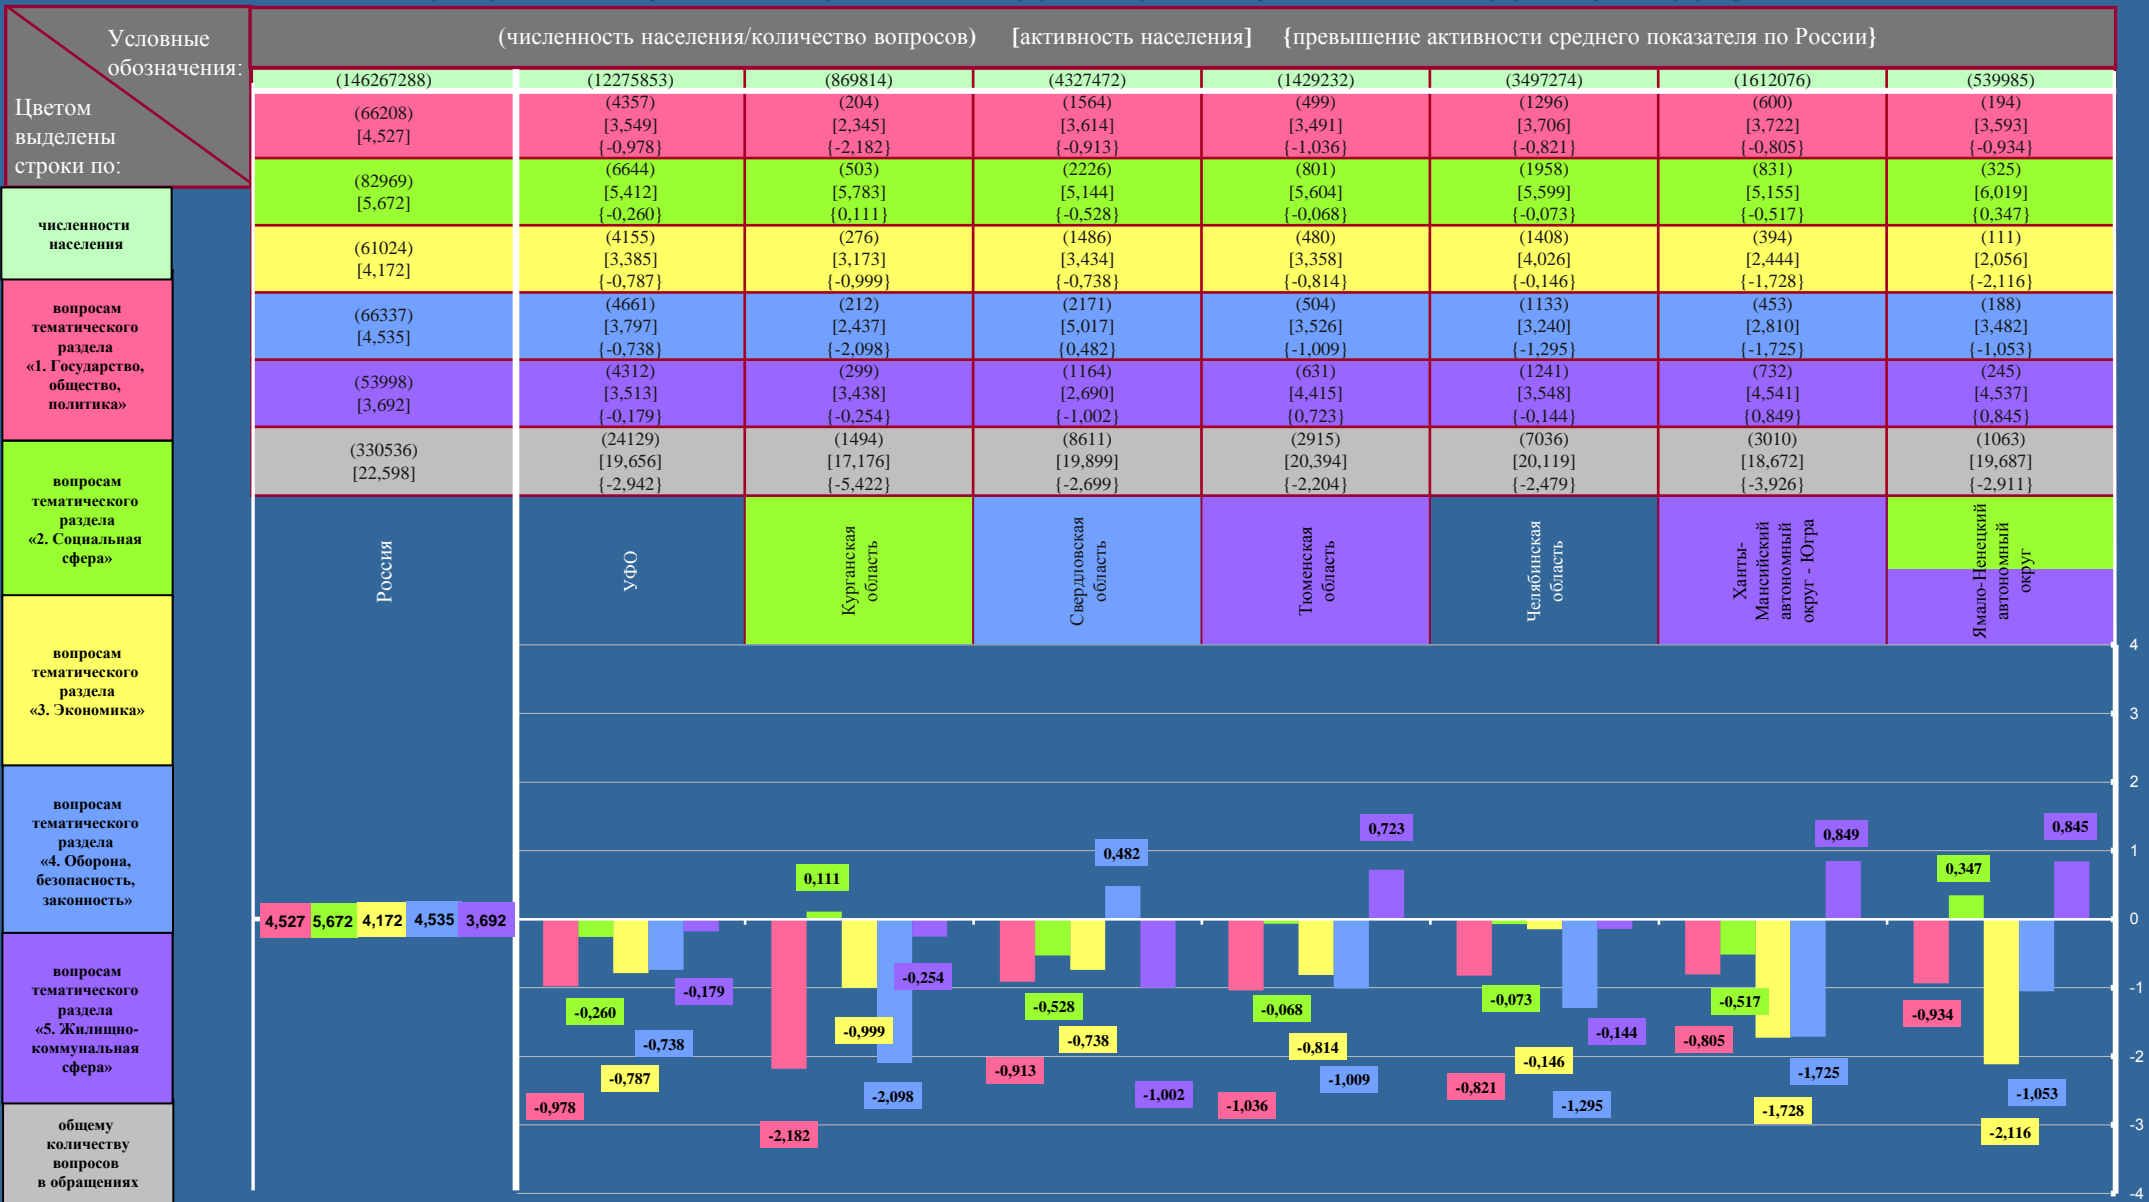 Условные
обозначения:
Цветом
выделены
строки по:
(численность населения/количество вопросов) [активность населения] {превышение активности среднего показателя по России}
(146267288) (12275853) (869814) (4327472) (1429232) (3497274) (1612076) (539985)
(66208)
[4,527]
(4357) (204) (1564) (499) (1296) (600) (194)
[3,549] [2,345] [3,614] [3,491] [3,706] [3,722] [3,593]
{-0,978} {-2,182} {-0,913} {-1,036} {-0,821} {-0,805} {-0,934}
(82969)
[5,672]
(6644) (503) (2226) (801) (1958) (831) (325)
[5,412] [5,783] [5,144] [5,604] [5,599] [5,155] [6,019]
{-0,260} {0,111} {-0,528} {-0,068} {-0,073} {-0,517} {0,347}
(61024)
[4,172]
(4155) (276) (1486) (480) (1408) (394) (111)
[3,385] [3,173] [3,434] [3,358] [4,026] [2,444] [2,056]
{-0,787} {-0,999} {-0,738} {-0,814} {-0,146} {-1,728} {-2,116}
(66337)
[4,535]
(4661) (212) (2171) (504) (1133) (453) (188)
[3,797] [2,437] [5,017] [3,526] [3,240] [2,810] [3,482]
{-0,738} {-2,098} {0,482} {-1,009} {-1,295} {-1,725} {-1,053}
(53998)
[3,692]
(4312) (299) (1164) (631) (1241) (732) (245)
[3,513] [3,438] [2,690] [4,415] [3,548] [4,541] [4,537]
{-0,179} {-0,254} {-1,002} {0,723} {-0,144} {0,849} {0,845}
(330536)
[22,598]
(24129) (1494) (8611) (2915) (7036) (3010) (1063)
[19,656] [17,176] [19,899] [20,394] [20,119] [18,672] [19,687]
{-2,942} {-5,422} {-2,699} {-2,204} {-2,479} {-3,926} {-2,911}
Россия
УФО
Курганская
область
Свердловская
область
Тюменская
область
Челябинская
область
Ханты-
Мансийский
автономный
округ - Югра
Ямало-Ненецкий
автономный
округ
численности
населения
вопросам
тематического
раздела
«1. Государство,
общество,
политика»
вопросам
тематического
раздела
«2. Социальная
сфера»
вопросам
тематического
раздела
«3. Экономика»
вопросам
тематического
раздела
«4. Оборона,
безопасность,
законность»
вопросам
тематического
раздела
«5. Жилищно-
коммунальная
сфера»
общему
количеству
вопросов
в обращениях
4,527 5,672 4,172 4,535 3,692
-0,978
-0,260
-0,787
-0,738
-0,179
-2,182
0,111
-0,999
-2,098
-0,254
-0,913
-0,528
-0,738
0,482
-1,002
-1,036
-0,068
-0,814
-1,009
0,723
-0,821
-0,073
-0,146
-1,295
-0,144
-0,805
-0,517
-1,728
-1,725
0,849
-0,934
0,347
-2,116
-1,053
0,845
4
3
2
1
0
-1
-2
-3
-4